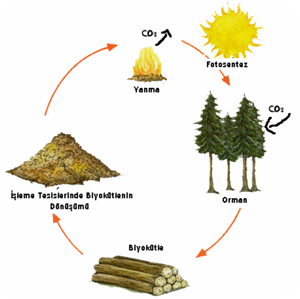 CO₂
Fotosentez
Yanma
CO₂
Orman
İşleme Tesislerinde Biyokütlenin
Dönüşümü
Biyokütle